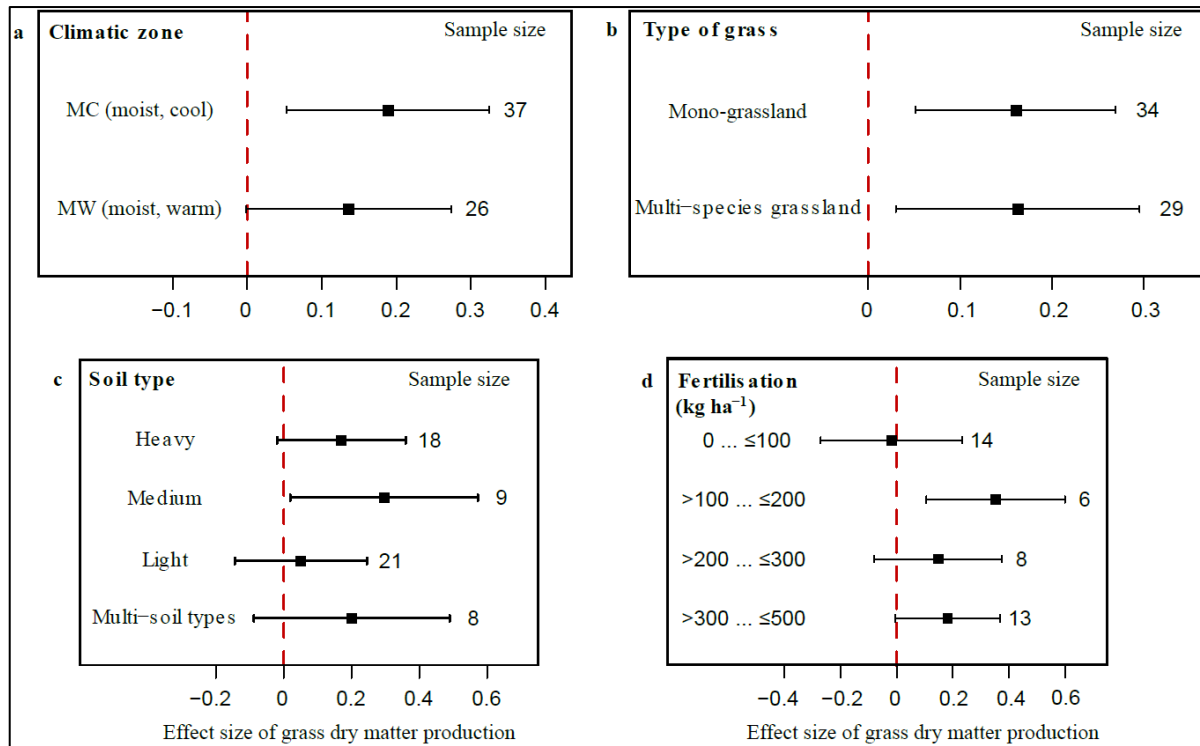 a Climatic zone Sample size
MC (moist, cool) 37
MW (moist, warm) 26
−0.1 0 0.1 0.2 0.3 0.4
b Type of grass Sample size
Mono-grassland 34
Multi−species grassland 29
0 0.1 0.2 0.3
c Soil type Sample size
Heavy 18
Medium 9
Light 21
Multi−soil types 8
−0.2 0 0.2 0.4 0.6
Effect size of grass dry matter production
d Fertilisation Sample size
(kg ha⁻¹)
0 ... ≤100 14
>100 ... ≤200 6
>200 ... ≤300 8
>300 ... ≤500 13
−0.4 −0.2 0 0.2 0.4 0.6
Effect size of grass dry matter production